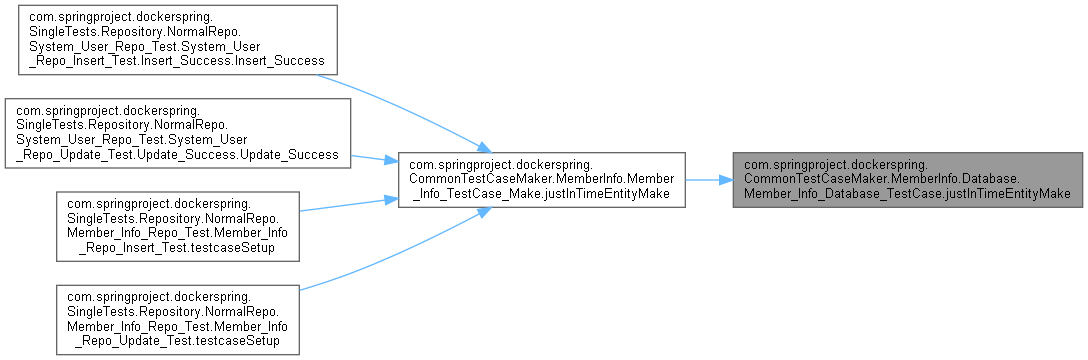 com.springproject.dockerspring.
SingleTests.Repository.NormalRepo.
System_User_Repo_Test.System_User
_Repo_Insert_Test.Insert_Success.Insert_Success
com.springproject.dockerspring.
SingleTests.Repository.NormalRepo.
System_User_Repo_Test.System_User
_Repo_Update_Test.Update_Success.Update_Success
com.springproject.dockerspring.
SingleTests.Repository.NormalRepo.
Member_Info_Repo_Test.Member_Info
_Repo_Insert_Test.testcaseSetup
com.springproject.dockerspring.
SingleTests.Repository.NormalRepo.
Member_Info_Repo_Test.Member_Info
_Repo_Update_Test.testcaseSetup
com.springproject.dockerspring.
CommonTestCaseMaker.MemberInfo.Member
_Info_TestCase_Make.justInTimeEntityMake
com.springproject.dockerspring.
CommonTestCaseMaker.MemberInfo.Database.
Member_Info_Database_TestCase.justInTimeEntityMake